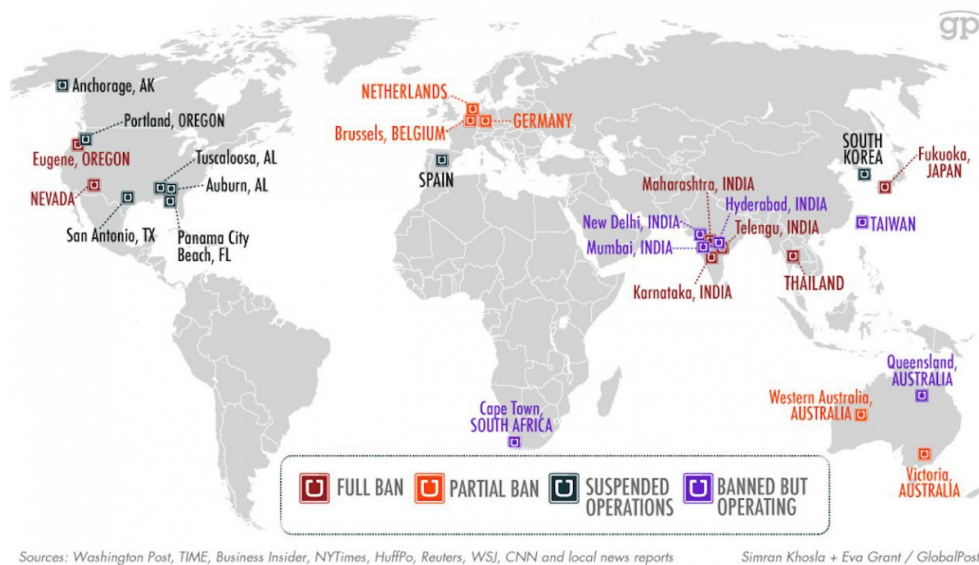 gp
Anchorage, AK
Portland, OREGON
Eugene, OREGON
Tuscaloosa, AL
NEVADA
Auburn, AL
San Antonio, TX
Panama City
Beach, FL
NETHERLANDS
Brussels, BELGIUM
GERMANY
SPAIN
SOUTH
KOREA
Fukuoka,
JAPAN
Maharashtra, INDIA
Hyderabad, INDIA
New Delhi, INDIA
Telengu, INDIA
Mumbai, INDIA
Karnataka, INDIA
TAIWAN
THAILAND
Queensland,
AUSTRALIA
Western Australia,
AUSTRALIA
Cape Town,
SOUTH AFRICA
Victoria,
AUSTRALIA
FULL BAN
PARTIAL BAN
SUSPENDED
OPERATIONS
BANNED BUT
OPERATING
Sources: Washington Post, TIME, Business Insider, NYTimes, HuffPo, Reuters, WSJ, CNN and local news reports
Simran Khosla + Eva Grant / GlobalPost